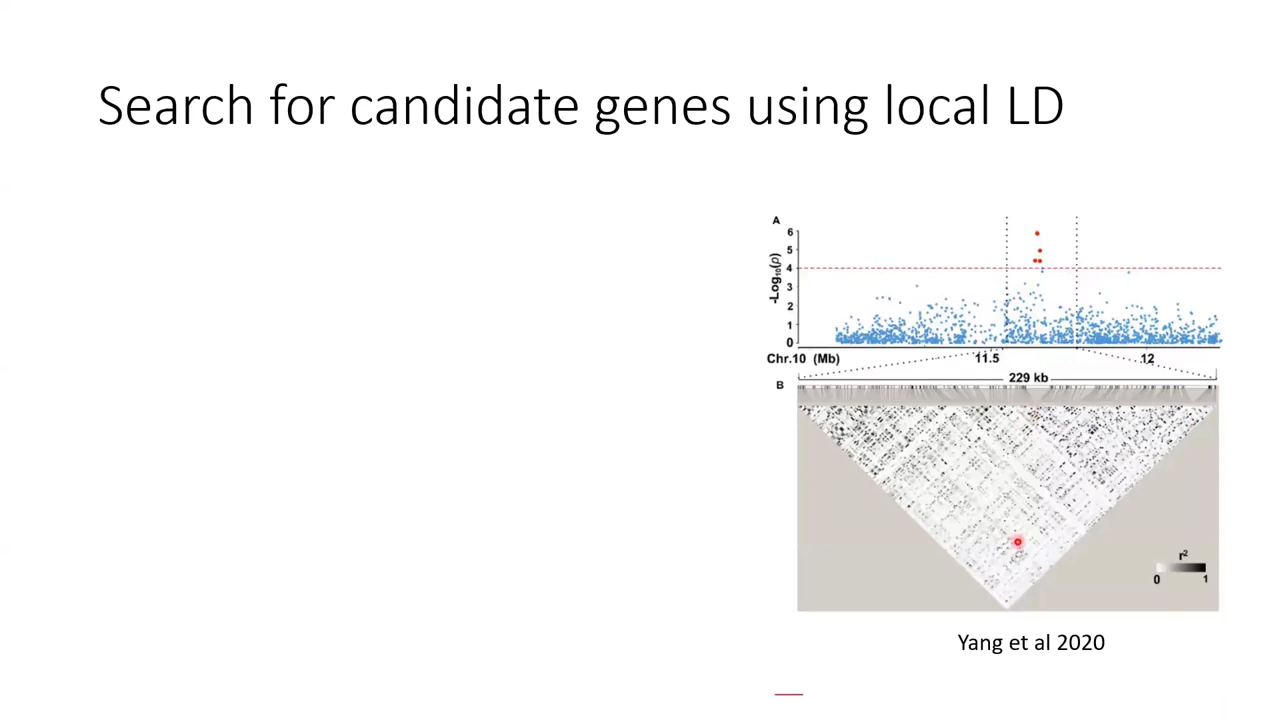 Search for candidate genes using local LD
A
6
5
4
3
2
1
0
-Log10(p)
Chr.10 (Mb) 11.5 12
229 kb
B
r²
0 1
Yang et al 2020